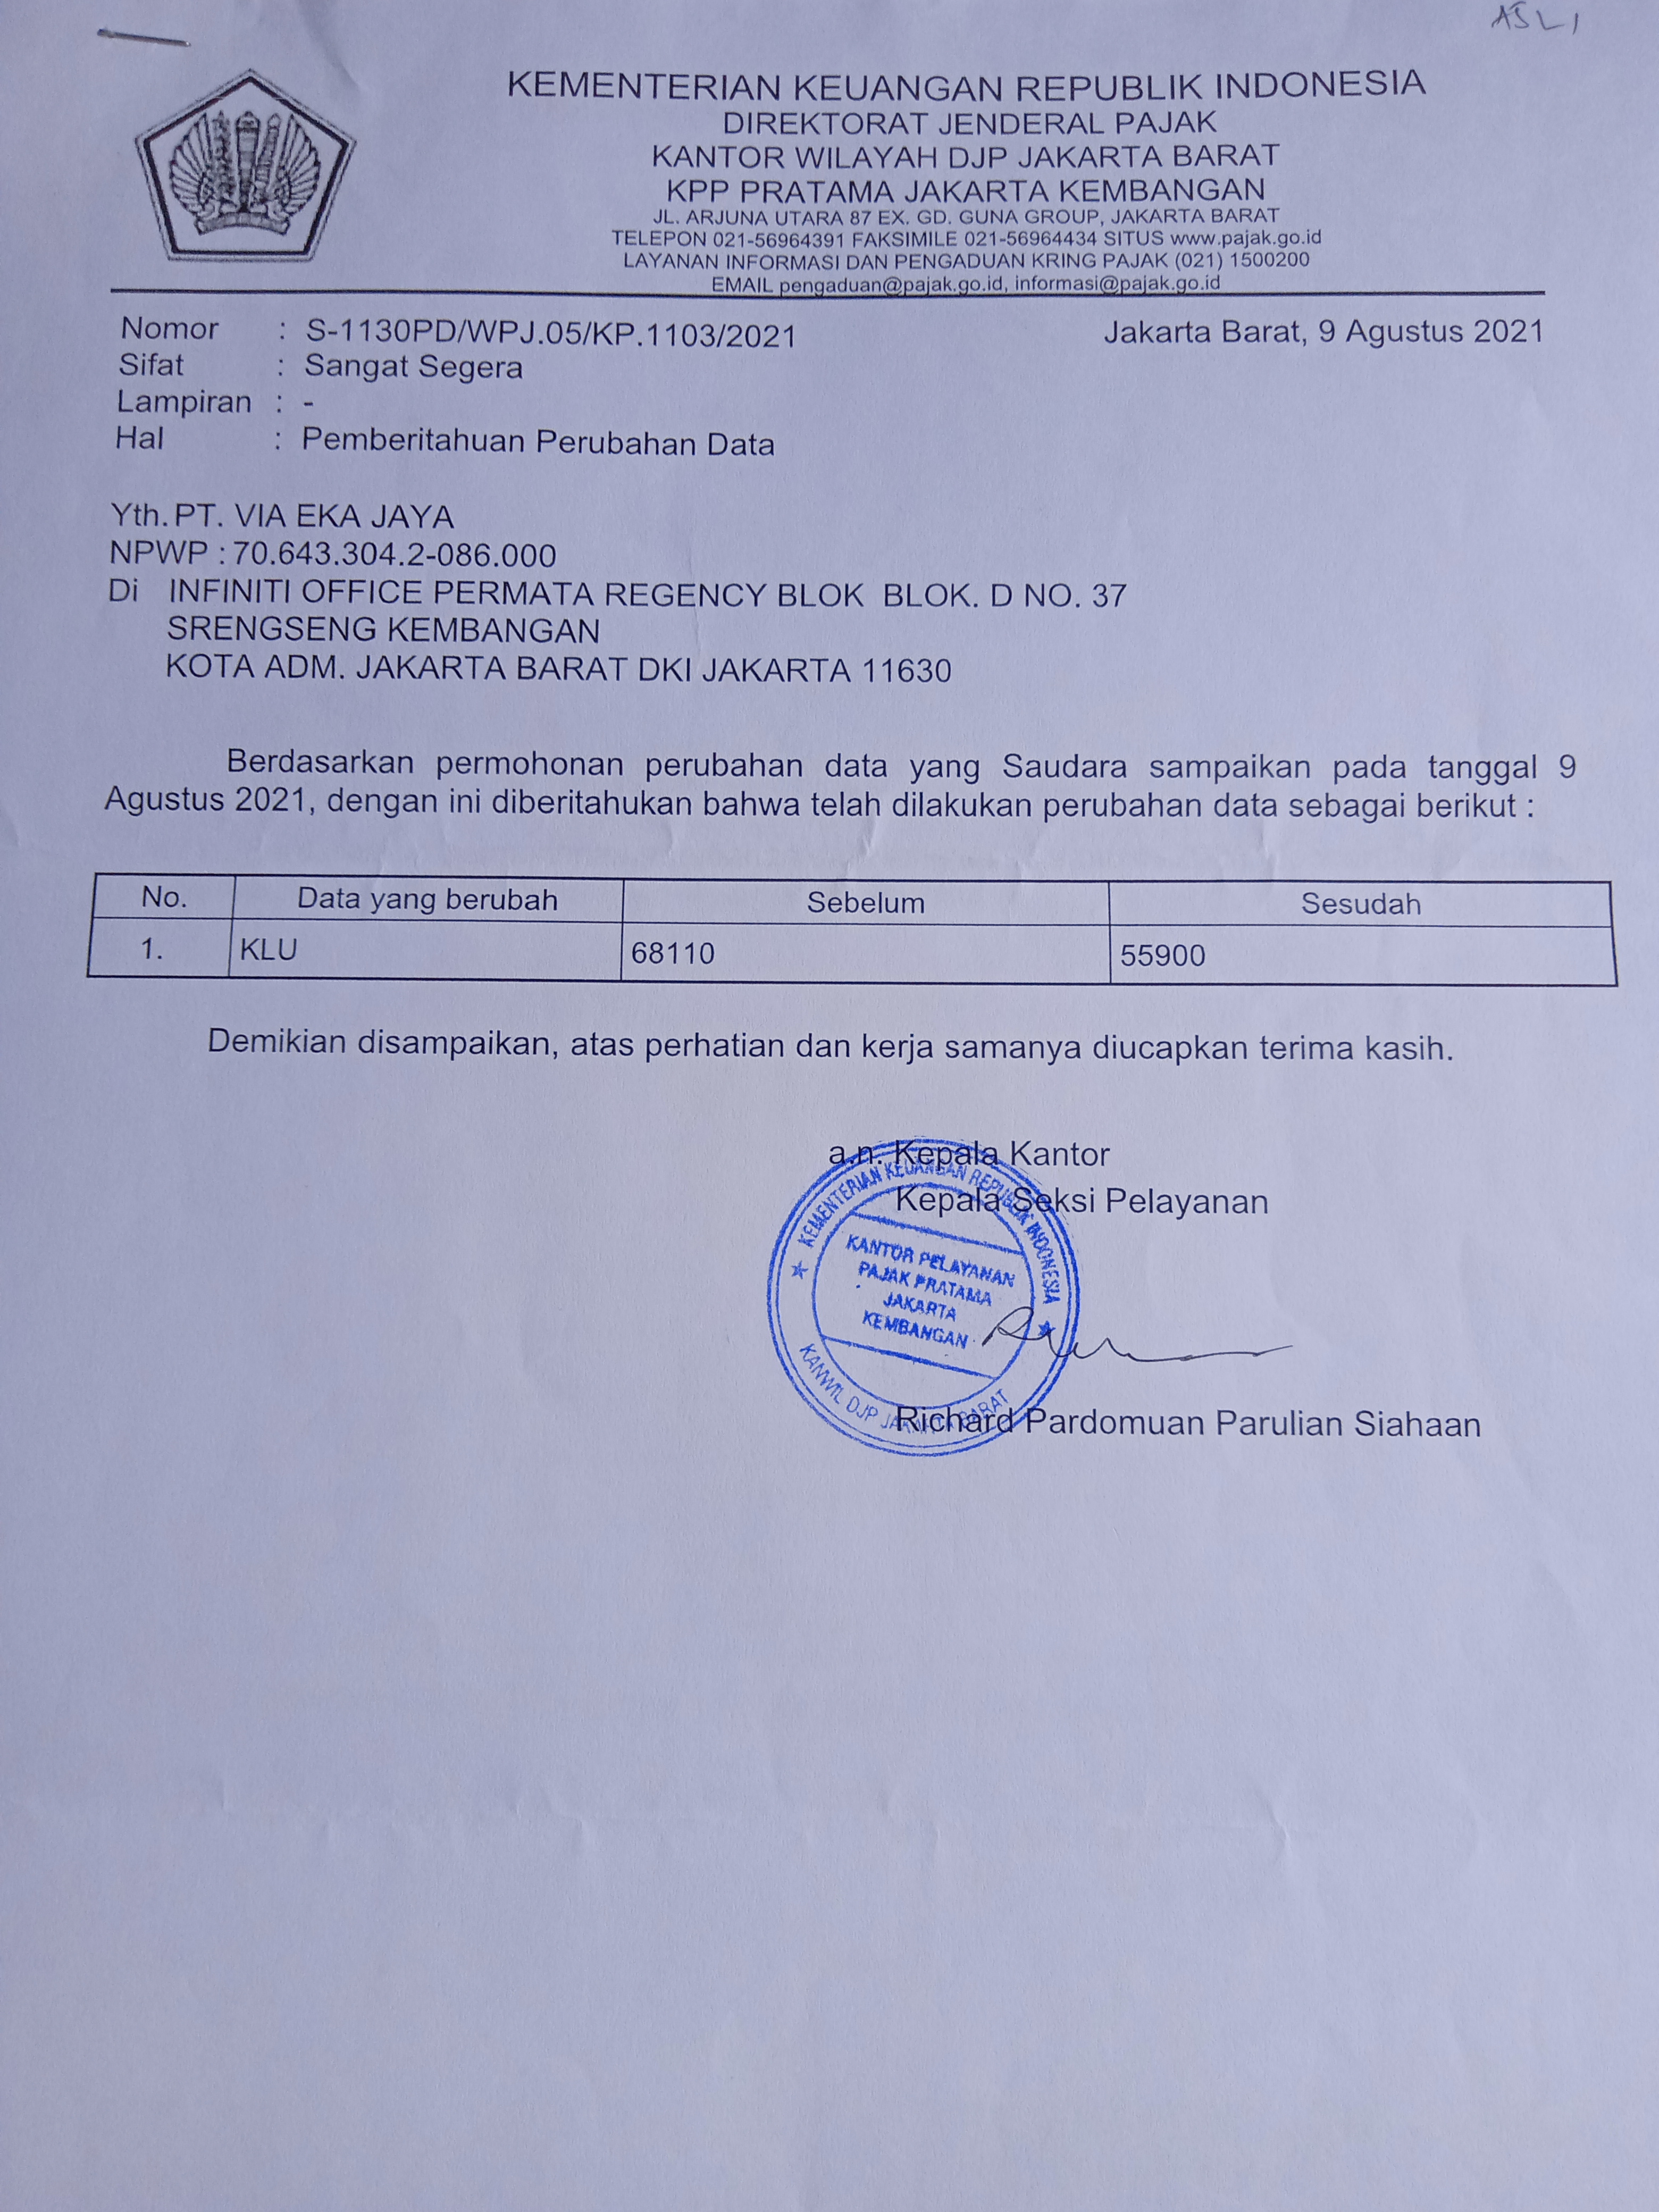 ASLI
KEMENTERIAN KEUANGAN REPUBLIK INDONESIA
DIREKTORAT JENDERAL PAJAK
KANTOR WILAYAH DJP JAKARTA BARAT
KPP PRATAMA JAKARTA KEMBANGAN
JL. ARJUNA UTARA 87 EX. GD. GUNA GROUP, JAKARTA BARAT
TELEPON 021-56964391 FAKSIMILE 021-56964434 SITUS www.pajak.go.id
LAYANAN INFORMASI DAN PENGADUAN KRING PAJAK (021) 1500200
EMAIL pengaduan@pajak.go.id, informasi@pajak.go.id
Nomor : S-1130PD/WPJ.05/KP.1103/2021 Jakarta Barat, 9 Agustus 2021
Sifat : Sangat Segera
Lampiran : -
Hal : Pemberitahuan Perubahan Data
Yth. PT. VIA EKA JAYA
NPWP : 70.643.304.2-086.000
Di INFINITI OFFICE PERMATA REGENCY BLOK BLOK. D NO. 37
SRENGSENG KEMBANGAN
KOTA ADM. JAKARTA BARAT DKI JAKARTA 11630
Berdasarkan permohonan perubahan data yang Saudara sampaikan pada tanggal 9
Agustus 2021, dengan ini diberitahukan bahwa telah dilakukan perubahan data sebagai berikut :
No. Data yang berubah Sebelum Sesudah
1. KLU 68110 55900
Demikian disampaikan, atas perhatian dan kerja samanya diucapkan terima kasih.
a.n. Kepala Kantor
Kepala Seksi Pelayanan
KEMENTERIAN KEUANGAN REPUBLIK INDONESIA
KANTOR PELAYANAN
PAJAK PRATAMA
JAKARTA
KEMBANGAN
KANWIL DJP JAKARTA BARAT
Richard Pardomuan Parulian Siahaan